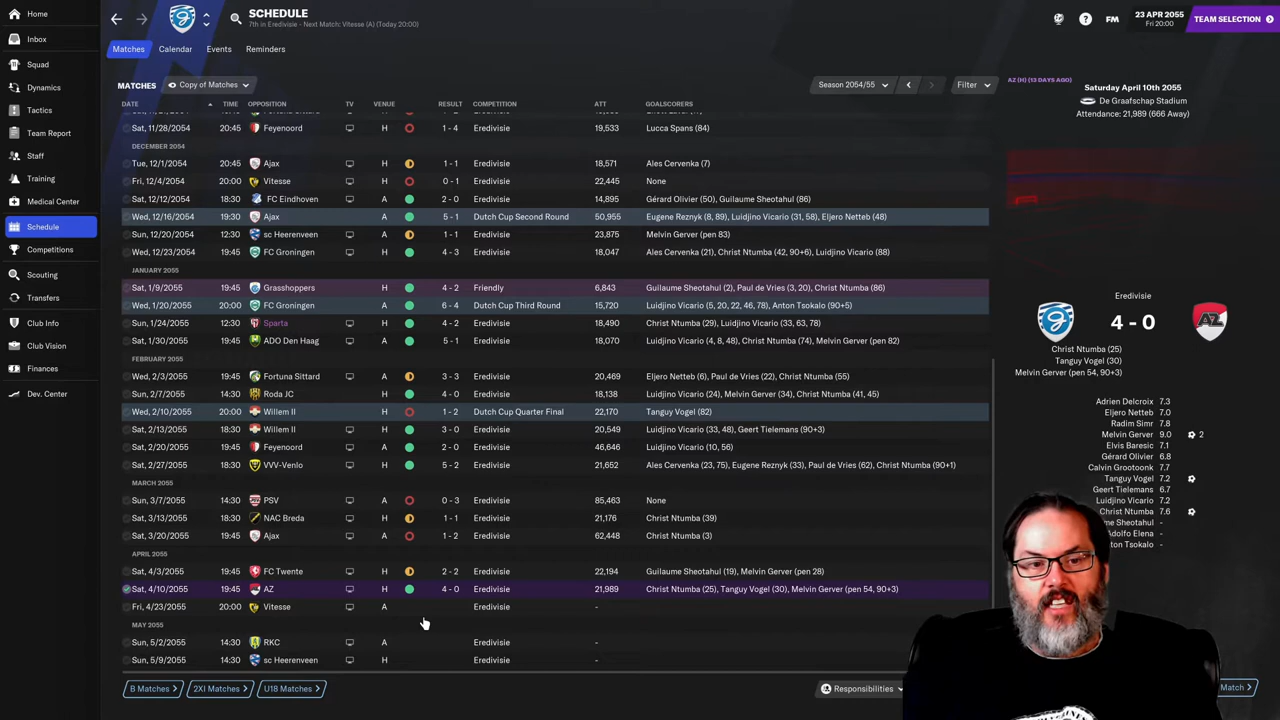 Home
Inbox
Squad
Dynamics
Tactics
Team Report
Staff
Training
Medical Center
Schedule
Competitions
Scouting
Transfers
Club Info
Club Vision
Finances
Dev. Center
SCHEDULE
7th in Eredivisie - Next Match: Vitesse (A) (Today 20:00)
FM
23 APR 2055
Fri 20:00
TEAM SELECTION
Matches Calendar Events Reminders
MATCHES Copy of Matches Season 2054/55 Filter
DATE TIME OPPOSITION TV VENUE RESULT COMPETITION ATT GOALSCORERS
Sat, 11/28/2054 20:45 Feyenoord H 1 - 4 Eredivisie 19,533 Lucca Spans (84)
DECEMBER 2054
Tue, 12/1/2054 20:45 Ajax H 1 - 1 Eredivisie 18,571 Ales Cervenka (7)
Fri, 12/4/2054 20:00 Vitesse H 0 - 1 Eredivisie 22,445 None
Sat, 12/12/2054 18:30 FC Eindhoven A 2 - 0 Eredivisie 14,895 Gérard Olivier (50), Guilaume Sheotahul (86)
Wed, 12/16/2054 19:30 Ajax A 5 - 1 Dutch Cup Second Round 50,955 Eugene Reznyk (8, 89), Luidjino Vicario (31, 58), Eljero Netteb (48)
Sun, 12/20/2054 12:30 sc Heerenveen A 1 - 1 Eredivisie 23,875 Melvin Gerver (pen 83)
Wed, 12/23/2054 19:45 FC Groningen H 4 - 3 Eredivisie 18,047 Ales Cervenka (21), Christ Ntumba (42, 90+6), Luidjino Vicario (88)
JANUARY 2055
Sat, 1/9/2055 19:45 Grasshoppers H 4 - 2 Friendly 6,843 Guilaume Sheotahul (2), Paul de Vries (3, 20), Christ Ntumba (86)
Wed, 1/20/2055 20:00 FC Groningen H 6 - 4 Dutch Cup Third Round 15,720 Luidjino Vicario (5, 20, 22, 46, 78), Anton Tsokalo (90+5)
Sun, 1/24/2055 12:30 Sparta H 4 - 2 Eredivisie 18,490 Christ Ntumba (29), Luidjino Vicario (33, 63, 78)
Sat, 1/30/2055 19:45 ADO Den Haag A 5 - 1 Eredivisie 18,070 Luidjino Vicario (4, 8, 48), Christ Ntumba (74), Melvin Gerver (pen 82)
FEBRUARY 2055
Wed, 2/3/2055 19:45 Fortuna Sittard A 3 - 3 Eredivisie 20,469 Eljero Netteb (6), Paul de Vries (22), Christ Ntumba (55)
Sun, 2/7/2055 14:30 Roda JC H 4 - 0 Eredivisie 18,138 Luidjino Vicario (24), Melvin Gerver (34), Christ Ntumba (41, 45)
Wed, 2/10/2055 20:00 Willem II H 1 - 2 Dutch Cup Quarter Final 22,170 Tanguy Vogel (82)
Sat, 2/13/2055 18:30 Willem II H 3 - 0 Eredivisie 20,549 Luidjino Vicario (33, 48), Geert Tielemans (90+3)
Sat, 2/20/2055 19:45 Feyenoord A 2 - 0 Eredivisie 46,646 Luidjino Vicario (10, 56)
Sat, 2/27/2055 18:30 VVV-Venlo H 5 - 2 Eredivisie 21,652 Ales Cervenka (23, 75), Eugene Reznyk (33), Paul de Vries (62), Christ Ntumba (90+1)
MARCH 2055
Sun, 3/7/2055 14:30 PSV A 0 - 3 Eredivisie 85,463 None
Sat, 3/13/2055 18:30 NAC Breda H 1 - 1 Eredivisie 21,176 Christ Ntumba (39)
Sat, 3/20/2055 19:45 Ajax A 1 - 2 Eredivisie 62,448 Christ Ntumba (3)
APRIL 2055
Sat, 4/3/2055 19:45 FC Twente H 2 - 2 Eredivisie 22,194 Guilaume Sheotahul (19), Melvin Gerver (pen 28)
Sat, 4/10/2055 19:45 AZ H 4 - 0 Eredivisie 21,989 Christ Ntumba (25), Tanguy Vogel (30), Melvin Gerver (pen 54, 90+3)
Fri, 4/23/2055 20:00 Vitesse A Eredivisie -
MAY 2055
Sun, 5/2/2055 14:30 RKC A Eredivisie -
Sun, 5/9/2055 14:30 sc Heerenveen H Eredivisie -
B Matches 2XI Matches U18 Matches Responsibilities Match
AZ (H) (13 DAYS AGO)
Saturday April 10th 2055
De Graafschap Stadium
Attendance: 21,989 (666 Away)
Eredivisie
4 - 0
Christ Ntumba (25)
Tanguy Vogel (30)
Melvin Gerver (pen 54, 90+3)
Adrien Delcroix 7.3
Eljero Netteb 7.0
Radim Simr 7.8
Melvin Gerver 9.0 2
Elvis Baresic 7.1
Gérard Olivier 6.8
Calvin Grootoonk 7.7
Tanguy Vogel 7.2
Geert Tielemans 6.7
Luidjino Vicario 7.2
Christ Ntumba 7.6
me Sheotahul -
Adolfo Elena -
ton Tsokalo -